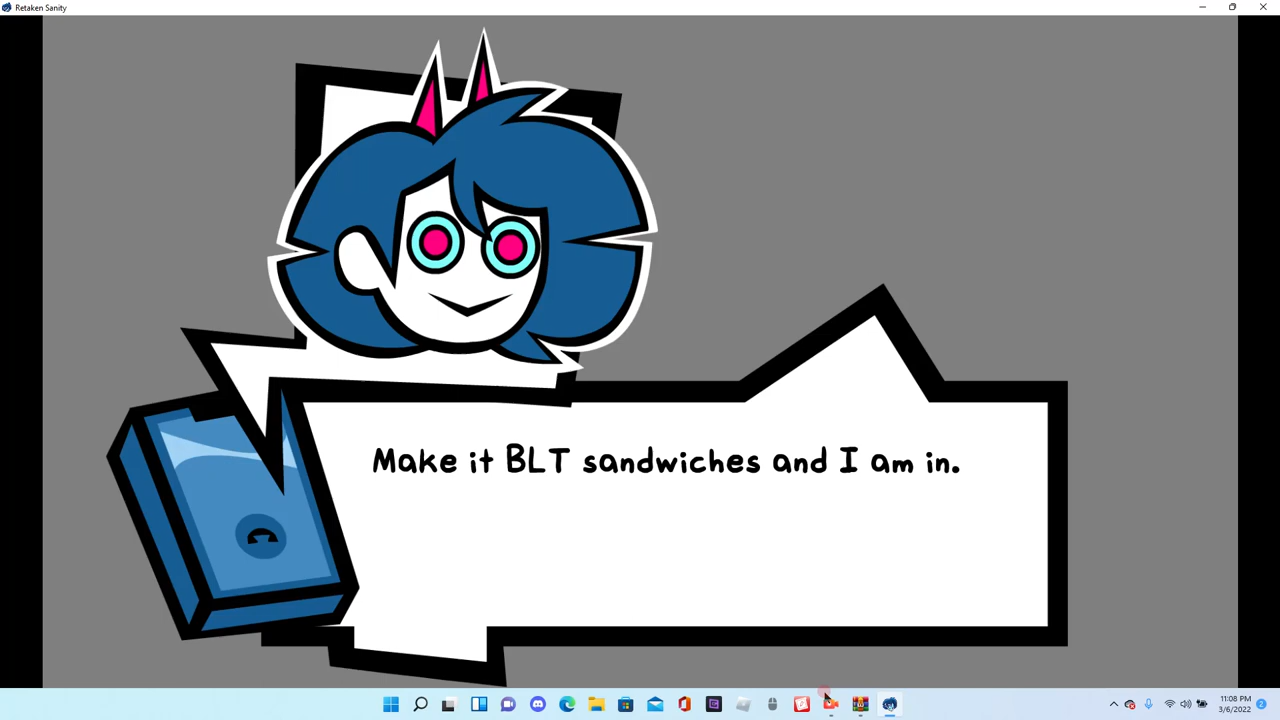 Retaken Sanity
Make it BLT sandwiches and I am in.
11:08 PM
3/6/2022